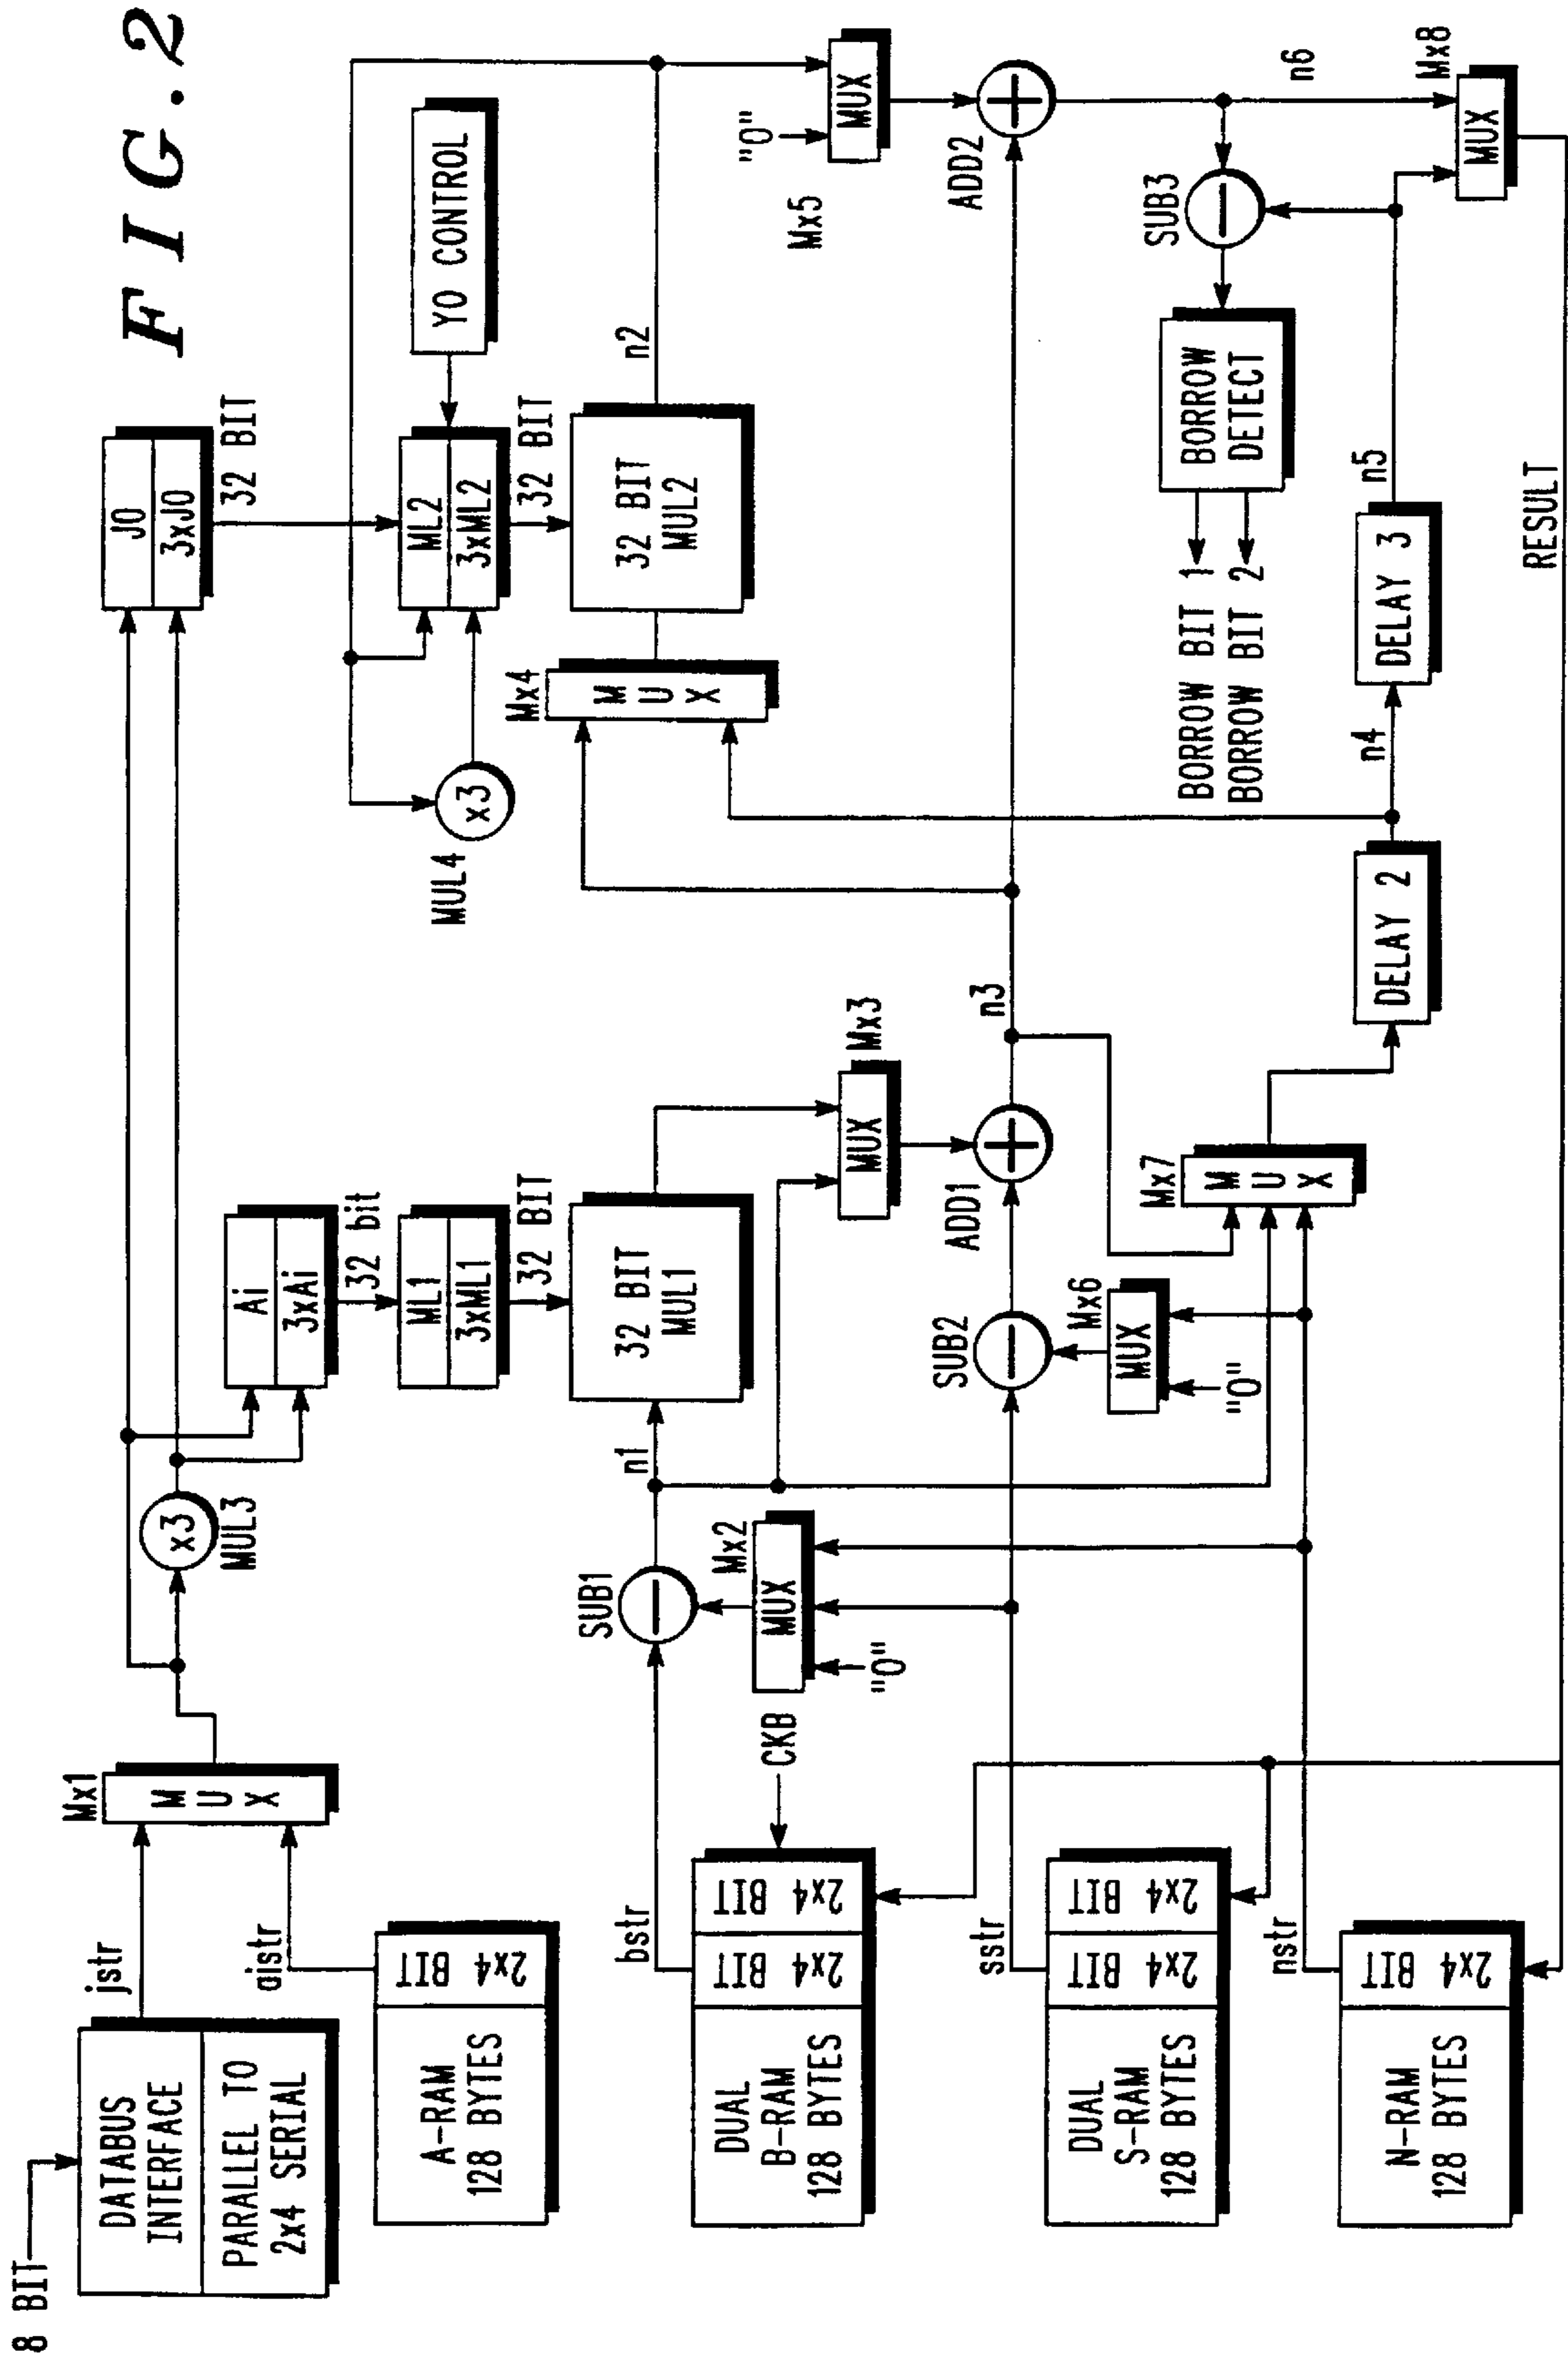 FIG.2
8 BIT
DATABUS
INTERFACE
PARALLEL TO
2x4 SERIAL
jstr
Mx1
MUX
A-RAM
128 BYTES
2x4 BIT
aistr
x3
MUL3
J0
3xJ0
32 BIT
Ai
3xAi
32 bit
ML1
3xML1
32 BIT
32 BIT
MUL1
ML2
3xML2
32 BIT
YO CONTROL
32 BIT
MUL2
n2
x3
MUL4
Mx4
MUX
DUAL
B-RAM
128 BYTES
2x4 BIT
2x4 BIT
bstr
CKB
SUB1
n1
Mx2
MUX
"0"
Mx3
MUX
Mx5
MUX
"0"
DUAL
S-RAM
128 BYTES
2x4 BIT
2x4 BIT
sstr
SUB2
ADD1
n3
ADD2
Mx6
MUX
"0"
Mx7
MUX
N-RAM
128 BYTES
2x4 BIT
nstr
DELAY 2
n4
DELAY 3
n5
BORROW BIT 1
BORROW BIT 2
BORROW
DETECT
SUB3
n6
Mx8
MUX
RESULT